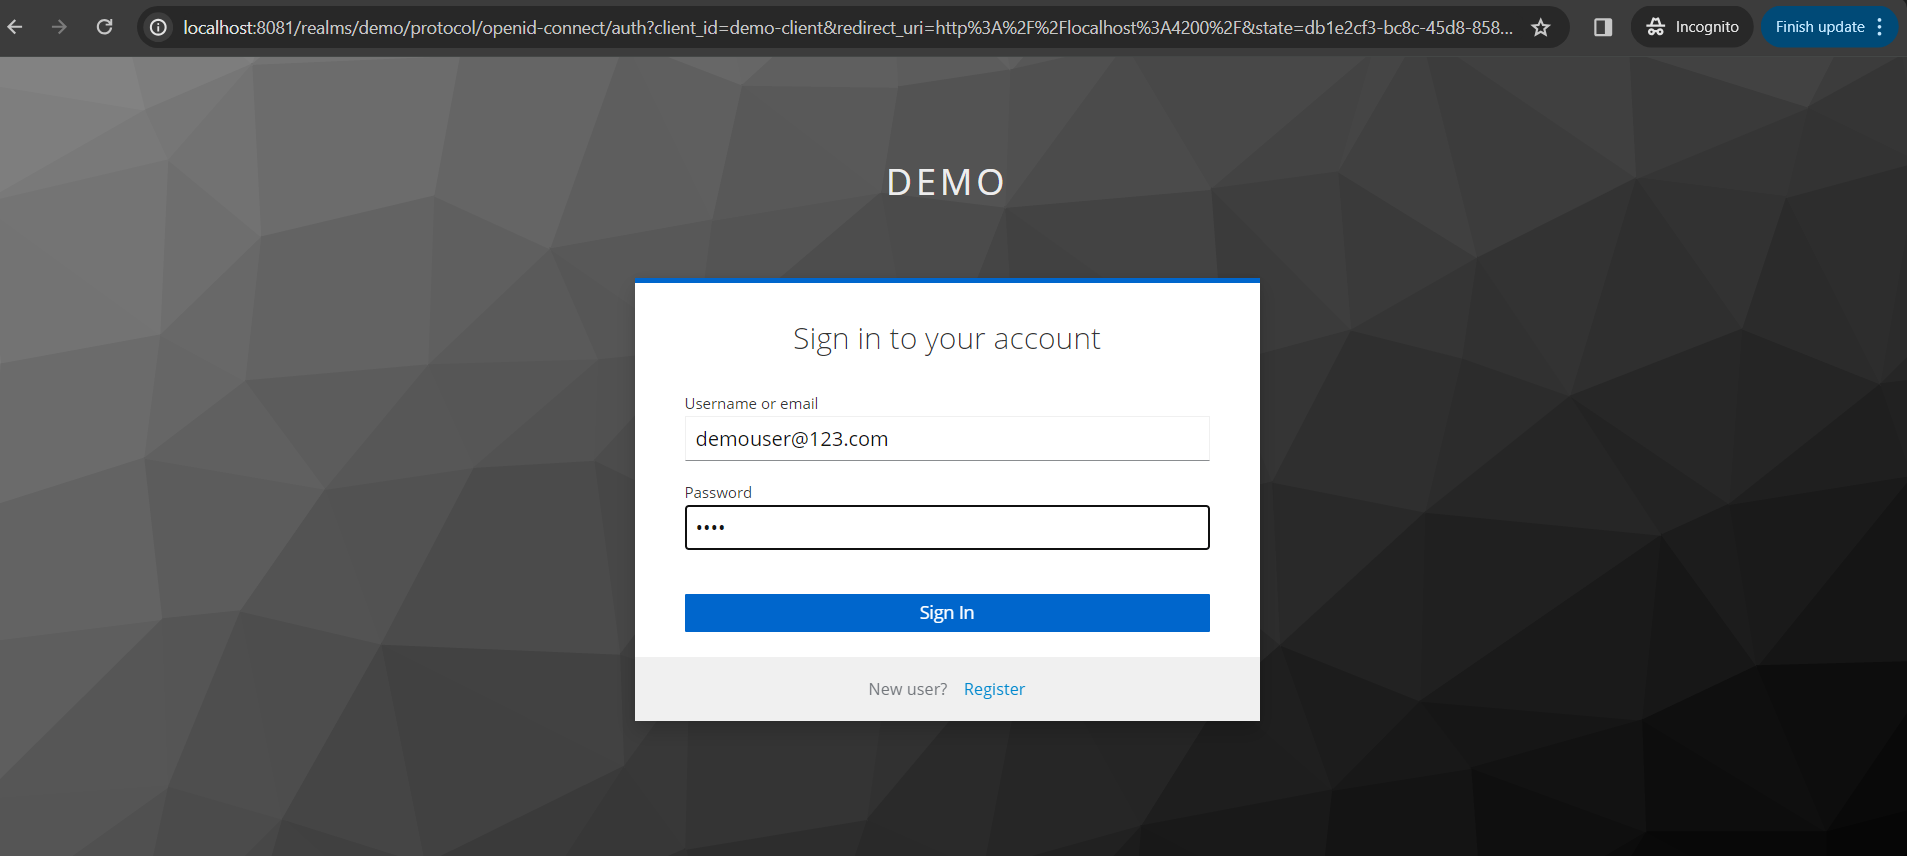 localhost:8081/realms/demo/protocol/openid-connect/auth?client_id=demo-client&redirect_uri=http%3A%2F%2Flocalhost%3A4200%2F&state=db1e2cf3-bc8c-45d8-858... Incognito Finish update
DEMO
Sign in to your account
Username or email
demouser@123.com
Password
••••
Sign In
New user? Register